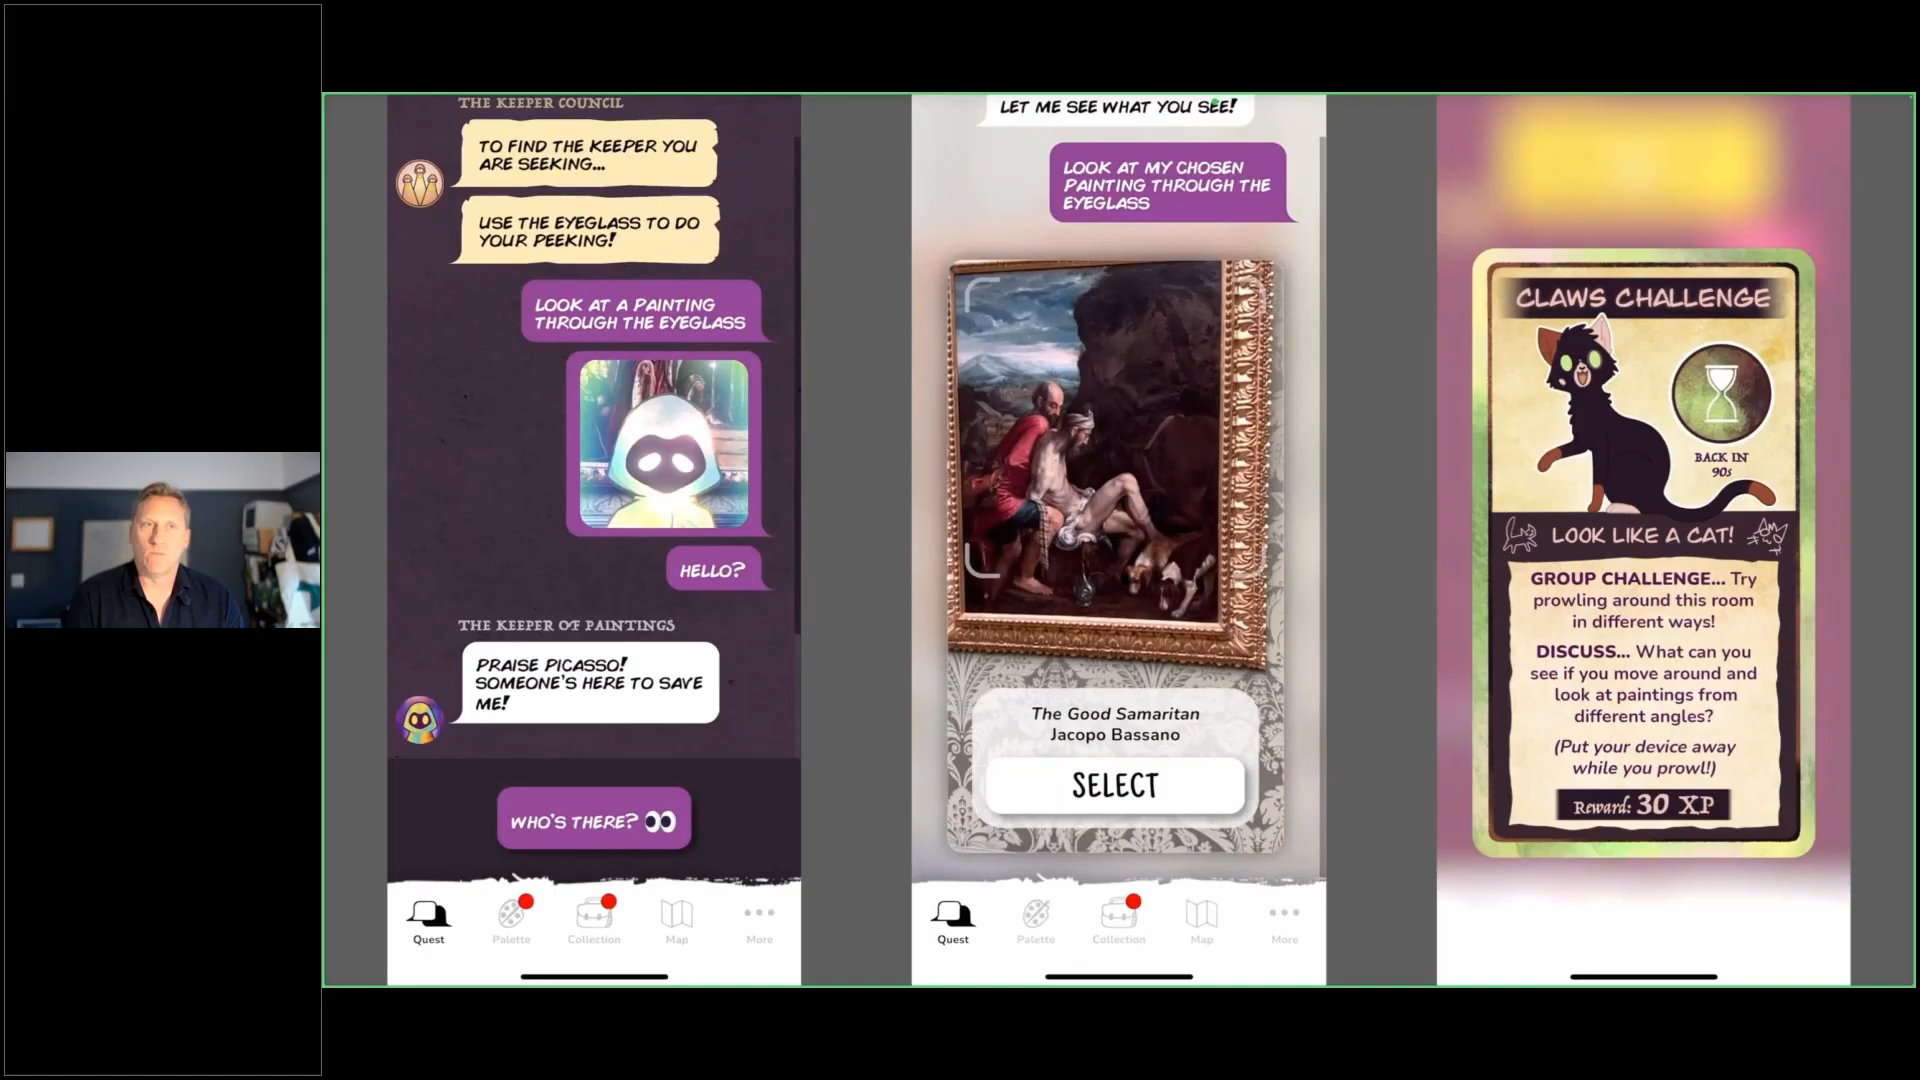 THE KEEPER COUNCIL
TO FIND THE KEEPER YOU
ARE SEEKING...
USE THE EYEGLASS TO DO
YOUR PEEKING!
LOOK AT A PAINTING
THROUGH THE EYEGLASS
HELLO?
THE KEEPER OF PAINTINGS
PRAISE PICASSO!
SOMEONE'S HERE TO SAVE
ME!
WHO'S THERE? 👀
Quest
Palette
Collection
Map
More
LET ME SEE WHAT YOU SEE!
LOOK AT MY CHOSEN
PAINTING THROUGH THE
EYEGLASS
The Good Samaritan
Jacopo Bassano
SELECT
Quest
Palette
Collection
Map
More
CLAWS CHALLENGE
BACK IN
90s
LOOK LIKE A CAT!
GROUP CHALLENGE... Try
prowling around this room
in different ways!
DISCUSS... What can you
see if you move around and
look at paintings from
different angles?
(Put your device away
while you prowl!)
Reward: 30 XP